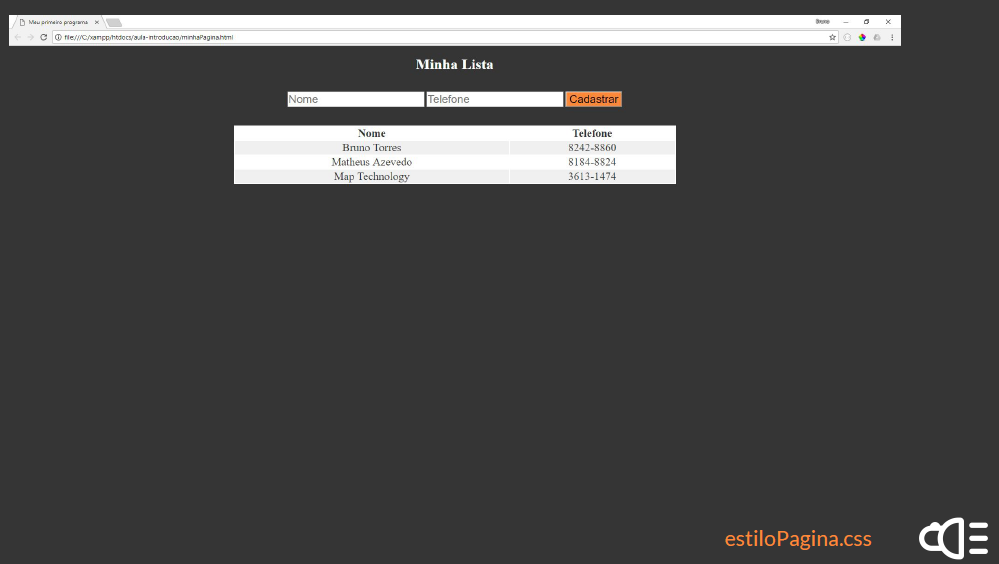 Meu primeiro programa
Bruno
file:///C:/xampp/htdocs/aula-introducao/minhaPagina.html
Minha Lista
Nome Telefone Cadastrar
Nome Telefone
Bruno Torres 8242-8860
Matheus Azevedo 8184-8824
Map Technology 3613-1474
estiloPagina.css